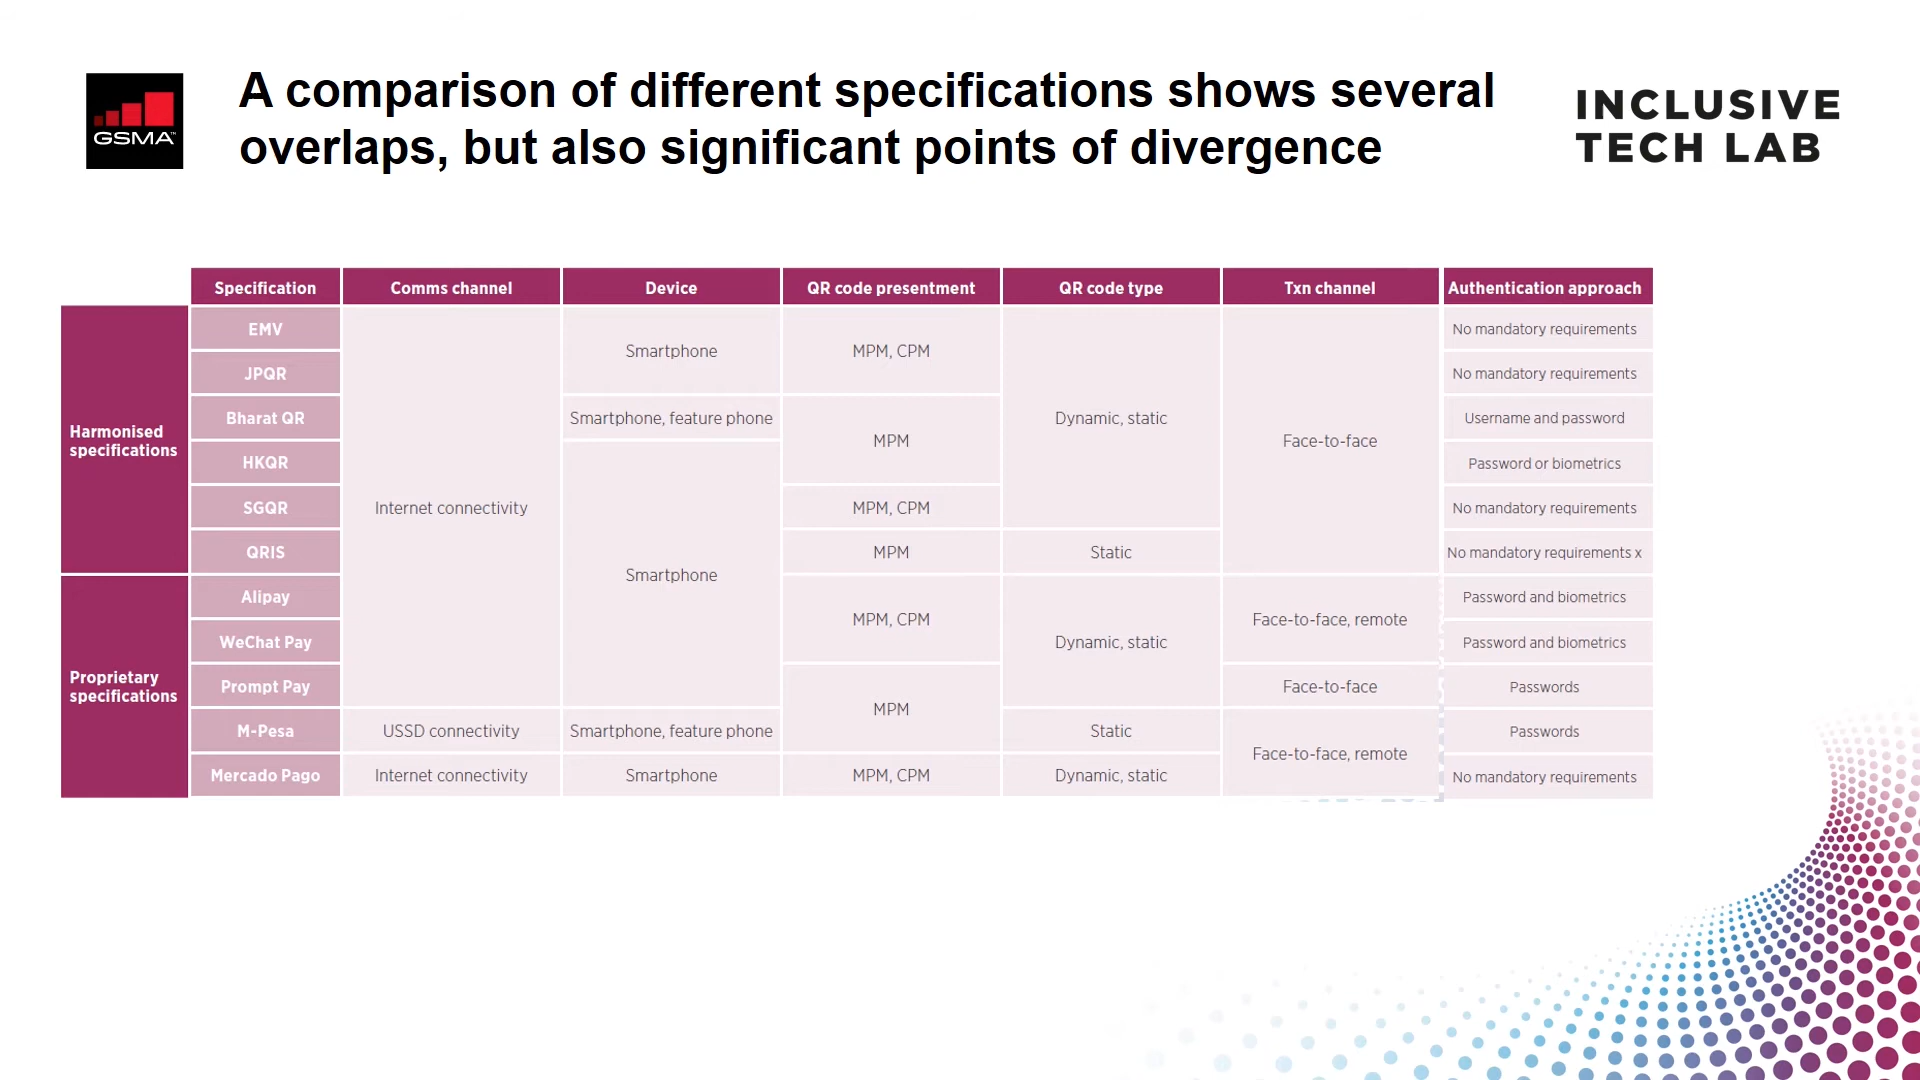 GSMA™
A comparison of different specifications shows several
overlaps, but also significant points of divergence
INCLUSIVE
TECH LAB
Specification Comms channel Device QR code presentment QR code type Txn channel Authentication approach
Harmonised
specifications
EMV Internet connectivity Smartphone MPM, CPM Dynamic, static Face-to-face No mandatory requirements
JPQR No mandatory requirements
Bharat QR Smartphone, feature phone MPM Username and password
HKQR Smartphone Password or biometrics
SGQR MPM, CPM No mandatory requirements
QRIS MPM Static No mandatory requirements x
Proprietary
specifications
Alipay MPM, CPM Dynamic, static Face-to-face, remote Password and biometrics
WeChat Pay Password and biometrics
Prompt Pay MPM Face-to-face Passwords
M-Pesa USSD connectivity Smartphone, feature phone Static Face-to-face, remote Passwords
Mercado Pago Internet connectivity Smartphone MPM, CPM Dynamic, static No mandatory requirements